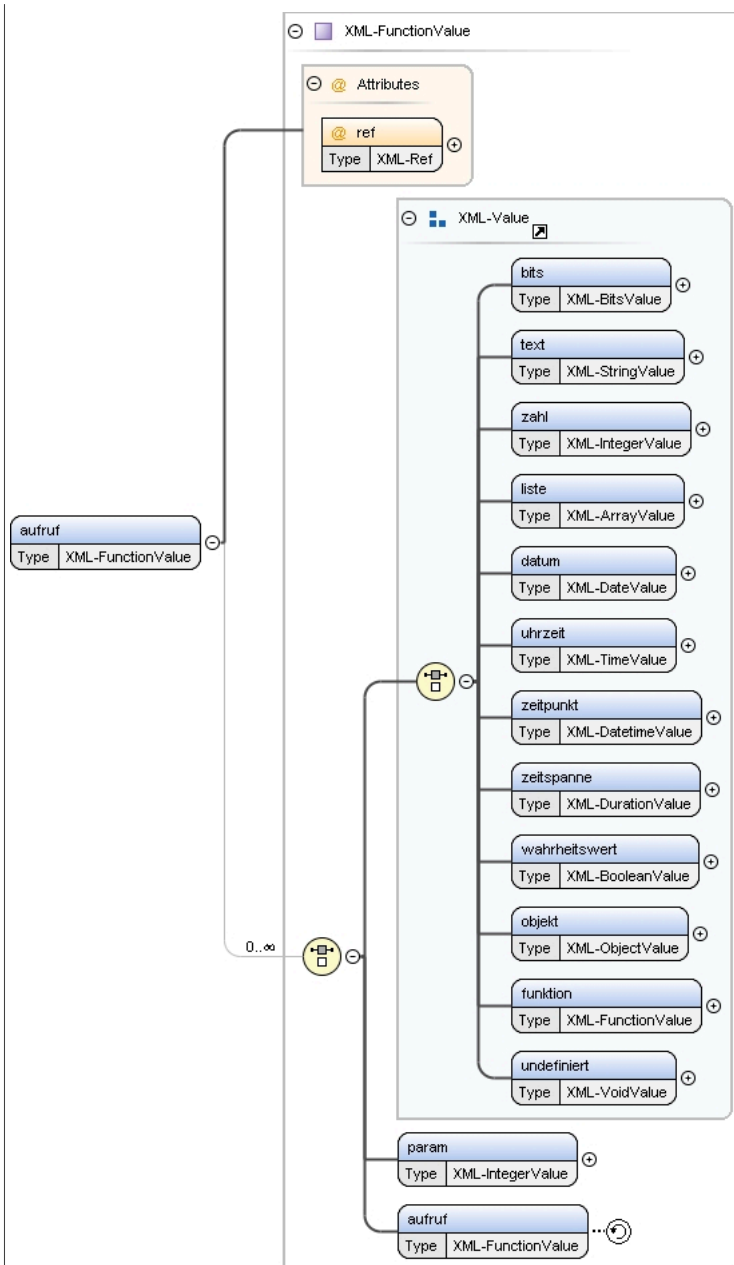 XML-FunctionValue
@ Attributes
@ ref
Type XML-Ref
XML-Value
bits
Type XML-BitsValue
text
Type XML-StringValue
zahl
Type XML-IntegerValue
liste
Type XML-ArrayValue
aufruf
Type XML-FunctionValue
datum
Type XML-DateValue
uhrzeit
Type XML-TimeValue
zeitpunkt
Type XML-DatetimeValue
zeitspanne
Type XML-DurationValue
wahrheitswert
Type XML-BooleanValue
objekt
Type XML-ObjectValue
0..∞
funktion
Type XML-FunctionValue
undefiniert
Type XML-VoidValue
param
Type XML-IntegerValue
aufruf
Type XML-FunctionValue